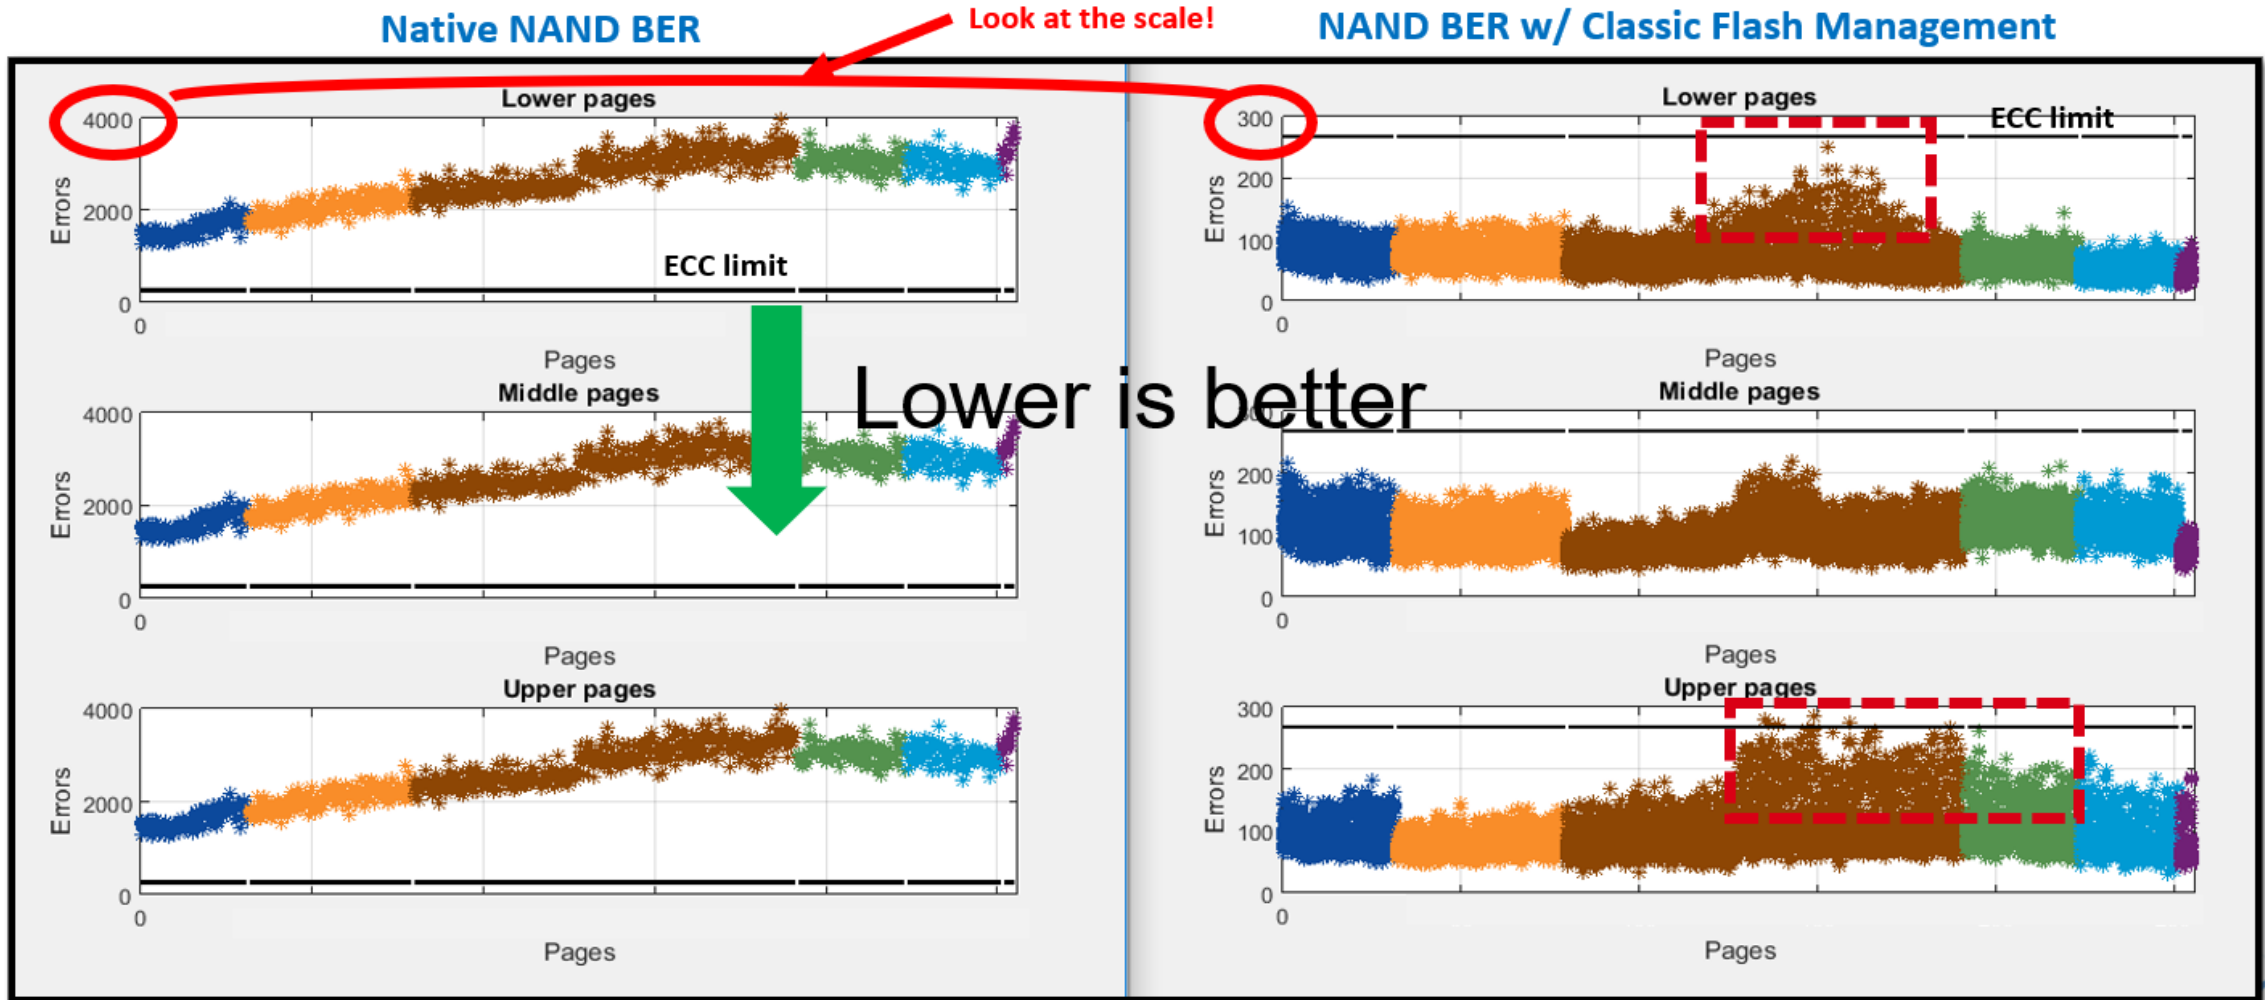 Native NAND BER
Look at the scale!
NAND BER w/ Classic Flash Management
Lower pages
4000
2000
0
Errors
ECC limit
0
Pages
Middle pages
4000
2000
0
Errors
0
Pages
Upper pages
4000
2000
0
Errors
0
Pages
Lower is better
Lower pages
ECC limit
300
200
100
0
Errors
0
Pages
Middle pages
300
200
100
0
Errors
0
Pages
Upper pages
300
200
100
0
Errors
0
Pages